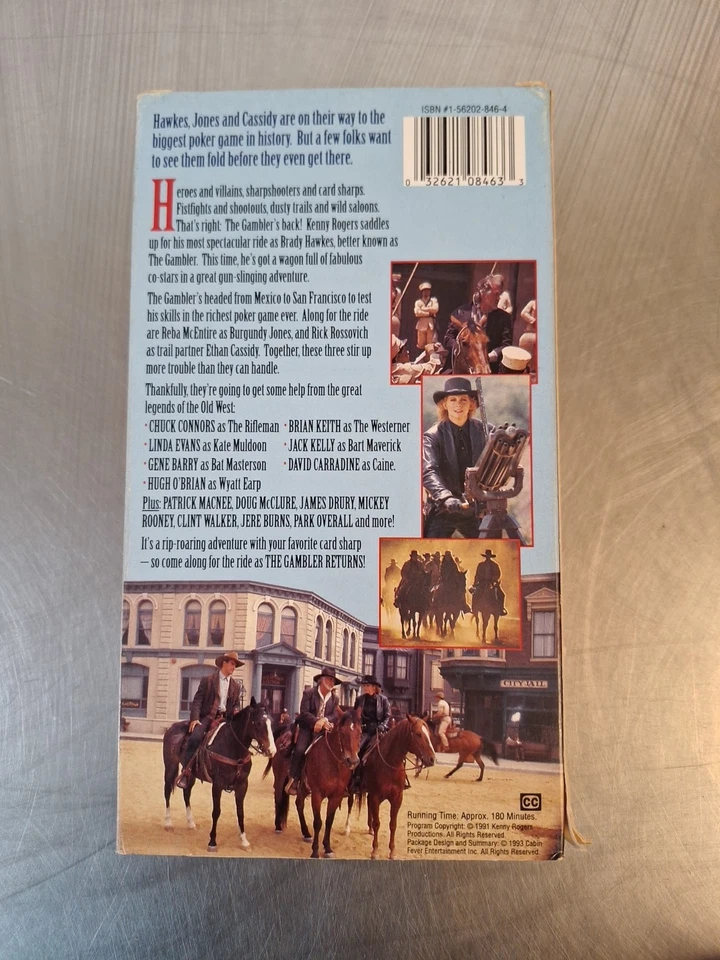 Hawkes, Jones and Cassidy are on their way to the
biggest poker game in history. But a few folks want
to see them fold before they even get there.
ISBN #1-56202-846-4
0 32621 08463 3
Heroes and villains, sharpshooters and card sharps.
Fistfights and shootouts, dusty trails and wild saloons.
That's right: The Gambler's back! Kenny Rogers saddles
up for his most spectacular ride as Brady Hawkes, better known as
The Gambler. This time, he's got a wagon full of fabulous
co-stars in a great gun-slinging adventure.
The Gambler's headed from Mexico to San Francisco to test
his skills in the richest poker game ever. Along for the ride
are Reba McEntire as Burgundy Jones, and Rick Rossovich
as trail partner Ethan Cassidy. Together, these three stir up
more trouble than they can handle.
Thankfully, they're going to get some help from the great
legends of the Old West:
· CHUCK CONNORS as The Rifleman · BRIAN KEITH as The Westerner
· LINDA EVANS as Kate Muldoon · JACK KELLY as Bart Maverick
· GENE BARRY as Bat Masterson · DAVID CARRADINE as Caine.
· HUGH O'BRIAN as Wyatt Earp
Plus: PATRICK MACNEE, DOUG McCLURE, JAMES DRURY, MICKEY
ROONEY, CLINT WALKER, JERE BURNS, PARK OVERALL and more!
It's a rip-roaring adventure with your favorite card sharp
— so come along for the ride as THE GAMBLER RETURNS!
CITY JAIL
CC
Running Time: Approx. 180 Minutes.
Program Copyright: © 1991 Kenny Rogers
Productions. All Rights Reserved.
Package Design and Summary: © 1993 Cabin
Fever Entertainment Inc. All Rights Reserved.